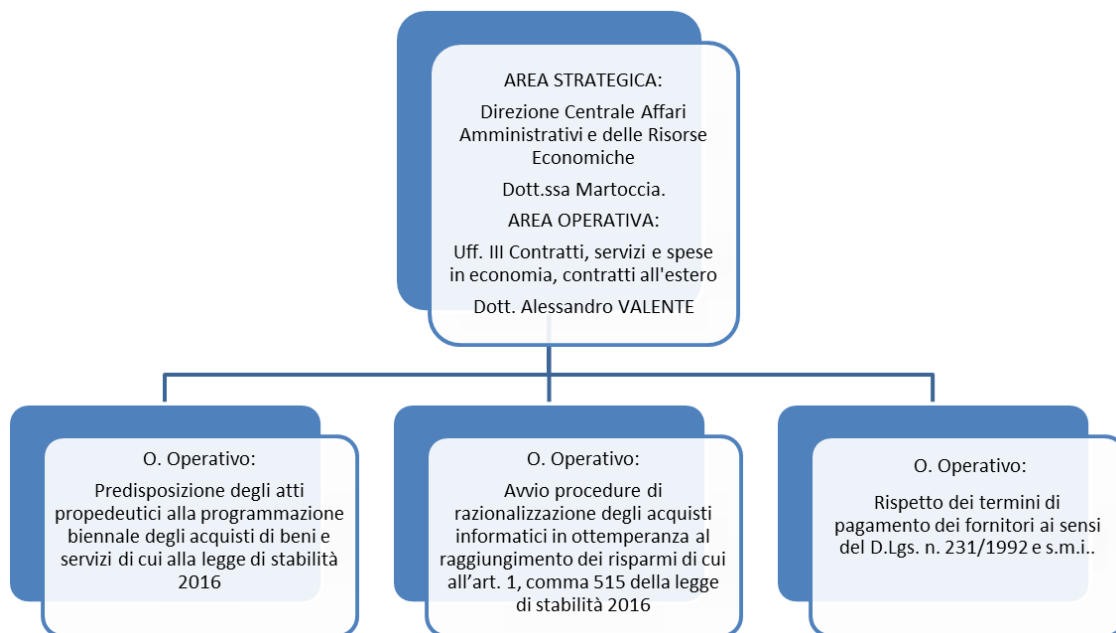 AREA STRATEGICA:
Direzione Centrale Affari
Amministrativi e delle Risorse
Economiche
Dott.ssa Martoccia.
AREA OPERATIVA:
Uff. III Contratti, servizi e spese
in economia, contratti all'estero
Dott. Alessandro VALENTE
O. Operativo:
Predisposizione degli atti
propedeutici alla programmazione
biennale degli acquisti di beni e
servizi di cui alla legge di stabilità
2016
O. Operativo:
Avvio procedure di
razionalizzazione degli acquisti
informatici in ottemperanza al
raggiungimento dei risparmi di cui
all’art. 1, comma 515 della legge
di stabilità 2016
O. Operativo:
Rispetto dei termini di
pagamento dei fornitori ai sensi
del D.Lgs. n. 231/1992 e s.m.i..